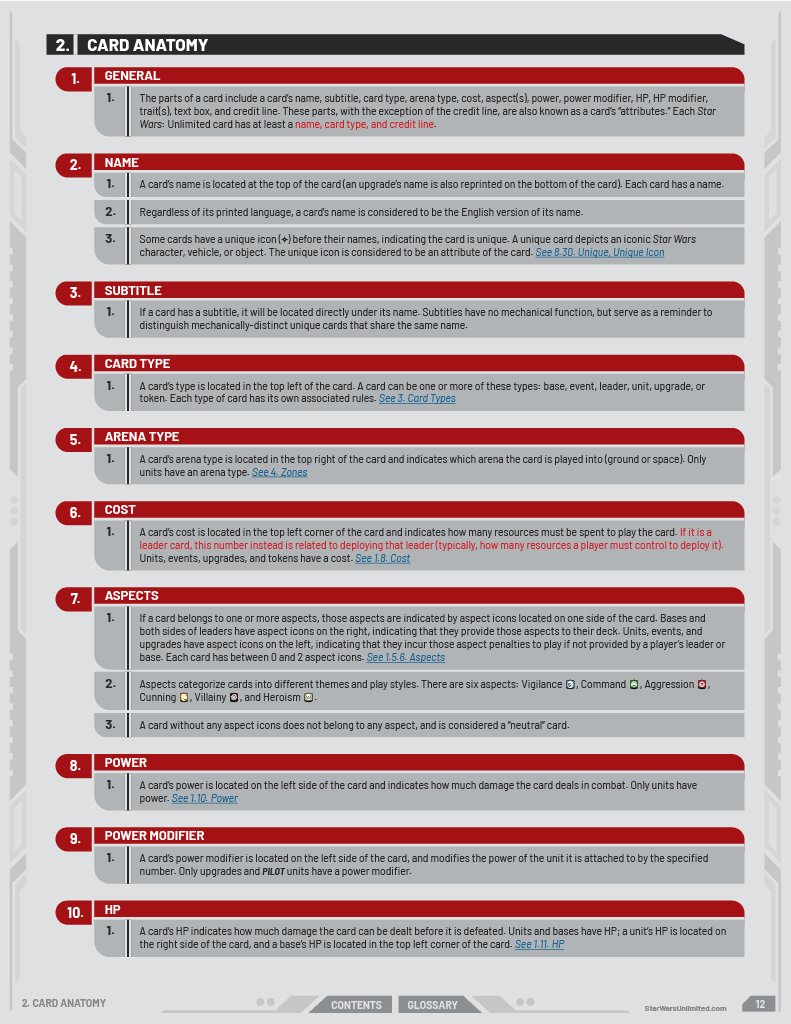 2. CARD ANATOMY
1. GENERAL
1. The parts of a card include a card's name, subtitle, card type, arena type, cost, aspect(s), power, power modifier, HP, HP modifier,
trait(s), text box, and credit line. These parts, with the exception of the credit line, are also known as a card's "attributes." Each Star
Wars: Unlimited card has at least a name, card type, and credit line.
2. NAME
1. A card's name is located at the top of the card (an upgrade's name is also reprinted on the bottom of the card). Each card has a name.
2. Regardless of its printed language, a card's name is considered to be the English version of its name.
3. Some cards have a unique icon (✦) before their names, indicating the card is unique. A unique card depicts an iconic Star Wars
character, vehicle, or object. The unique icon is considered to be an attribute of the card. See 8.30. Unique, Unique Icon
3. SUBTITLE
1. If a card has a subtitle, it will be located directly under its name. Subtitles have no mechanical function, but serve as a reminder to
distinguish mechanically-distinct unique cards that share the same name.
4. CARD TYPE
1. A card's type is located in the top left of the card. A card can be one or more of these types: base, event, leader, unit, upgrade, or
token. Each type of card has its own associated rules. See 3. Card Types
5. ARENA TYPE
1. A card's arena type is located in the top right of the card and indicates which arena the card is played into (ground or space). Only
units have an arena type. See 4. Zones
6. COST
1. A card's cost is located in the top left corner of the card and indicates how many resources must be spent to play the card. If it is a
leader card, this number instead is related to deploying that leader (typically, how many resources a player must control to deploy it).
Units, events, upgrades, and tokens have a cost. See 1.8. Cost
7. ASPECTS
1. If a card belongs to one or more aspects, those aspects are indicated by aspect icons located on one side of the card. Bases and
both sides of leaders have aspect icons on the right, indicating that they provide those aspects to their deck. Units, events, and
upgrades have aspect icons on the left, indicating that they incur those aspect penalties to play if not provided by a player's leader or
base. Each card has between 0 and 2 aspect icons. See 1.5.6. Aspects
2. Aspects categorize cards into different themes and play styles. There are six aspects: Vigilance , Command , Aggression ,
Cunning , Villainy , and Heroism .
3. A card without any aspect icons does not belong to any aspect, and is considered a "neutral" card.
8. POWER
1. A card's power is located on the left side of the card and indicates how much damage the card deals in combat. Only units have
power. See 1.10. Power
9. POWER MODIFIER
1. A card's power modifier is located on the left side of the card, and modifies the power of the unit it is attached to by the specified
number. Only upgrades and PILOT units have a power modifier.
10. HP
1. A card's HP indicates how much damage the card can be dealt before it is defeated. Units and bases have HP; a unit's HP is located on
the right side of the card, and a base's HP is located in the top left corner of the card. See 1.11. HP
2. CARD ANATOMY CONTENTS GLOSSARY StarWarsUnlimited.com 12